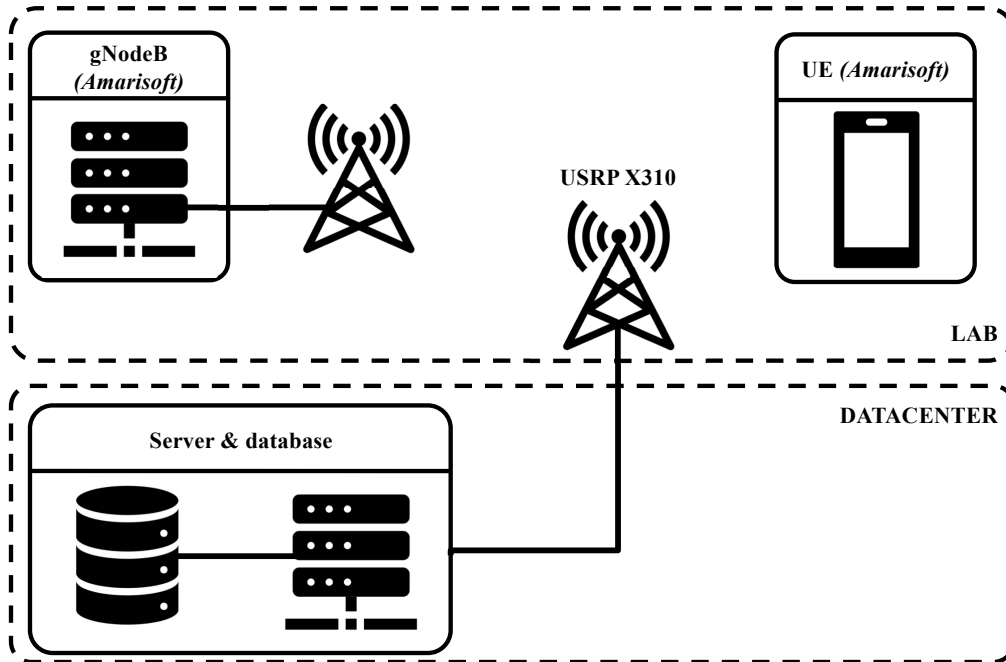 gNodeB
(Amarisoft)
UE (Amarisoft)
USRP X310
LAB
DATACENTER
Server & database